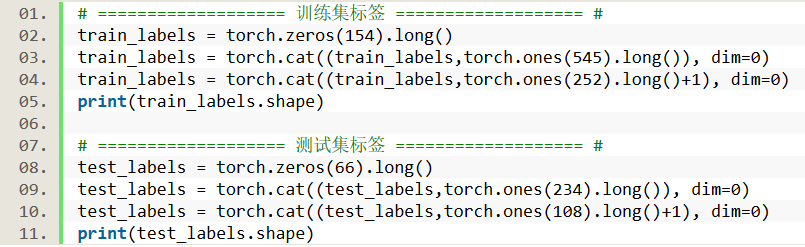 01. # =================== 训练集标签 =================== #
02. train_labels = torch.zeros(154).long()
03. train_labels = torch.cat((train_labels,torch.ones(545).long()), dim=0)
04. train_labels = torch.cat((train_labels,torch.ones(252).long()+1), dim=0)
05. print(train_labels.shape)
06.
07. # =================== 测试集标签 =================== #
08. test_labels = torch.zeros(66).long()
09. test_labels = torch.cat((test_labels,torch.ones(234).long()), dim=0)
10. test_labels = torch.cat((test_labels,torch.ones(108).long()+1), dim=0)
11. print(test_labels.shape)